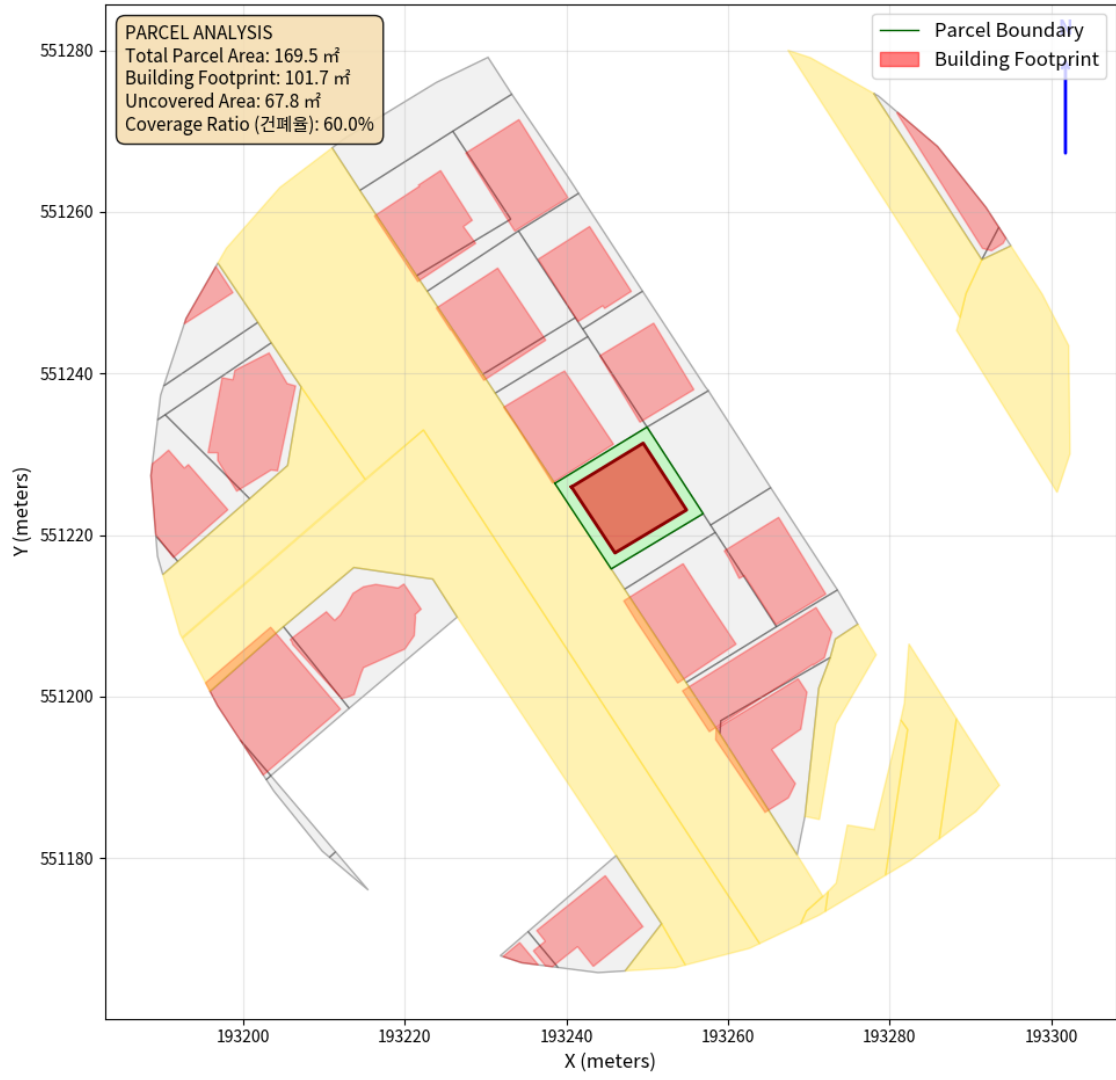 PARCEL ANALYSIS
Total Parcel Area: 169.5 ㎡
Building Footprint: 101.7 ㎡
Uncovered Area: 67.8 ㎡
Coverage Ratio (건폐율): 60.0%
Parcel Boundary
Building Footprint
N
551280
551260
551240
551220
551200
551180
Y (meters)
193200
193220
193240
193260
193280
193300
X (meters)